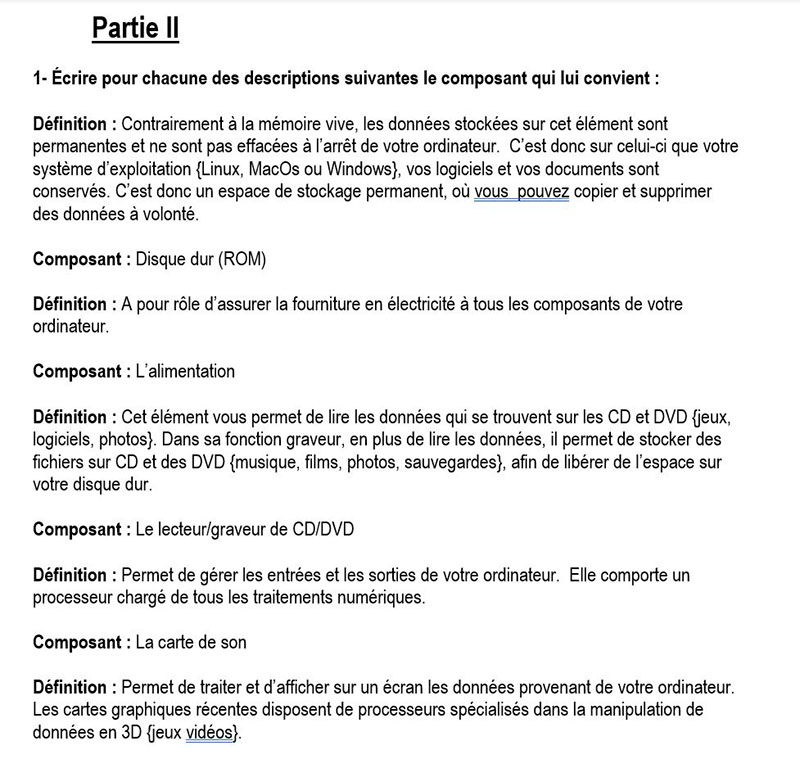 Partie II
1- Écrire pour chacune des descriptions suivantes le composant qui lui convient :
Définition : Contrairement à la mémoire vive, les données stockées sur cet élément sont
permanentes et ne sont pas effacées à l'arrêt de votre ordinateur. C'est donc sur celui-ci que votre
système d'exploitation {Linux, MacOs ou Windows}, vos logiciels et vos documents sont
conservés. C'est donc un espace de stockage permanent, où vous pouvez copier et supprimer
des données à volonté.
Composant : Disque dur (ROM)
Définition : A pour rôle d'assurer la fourniture en électricité à tous les composants de votre
ordinateur.
Composant : L'alimentation
Définition : Cet élément vous permet de lire les données qui se trouvent sur les CD et DVD {jeux,
logiciels, photos}. Dans sa fonction graveur, en plus de lire les données, il permet de stocker des
fichiers sur CD et des DVD {musique, films, photos, sauvegardes}, afin de libérer de l'espace sur
votre disque dur.
Composant : Le lecteur/graveur de CD/DVD
Définition : Permet de gérer les entrées et les sorties de votre ordinateur. Elle comporte un
processeur chargé de tous les traitements numériques.
Composant : La carte de son
Définition : Permet de traiter et d'afficher sur un écran les données provenant de votre ordinateur.
Les cartes graphiques récentes disposent de processeurs spécialisés dans la manipulation de
données en 3D {jeux vidéos}.